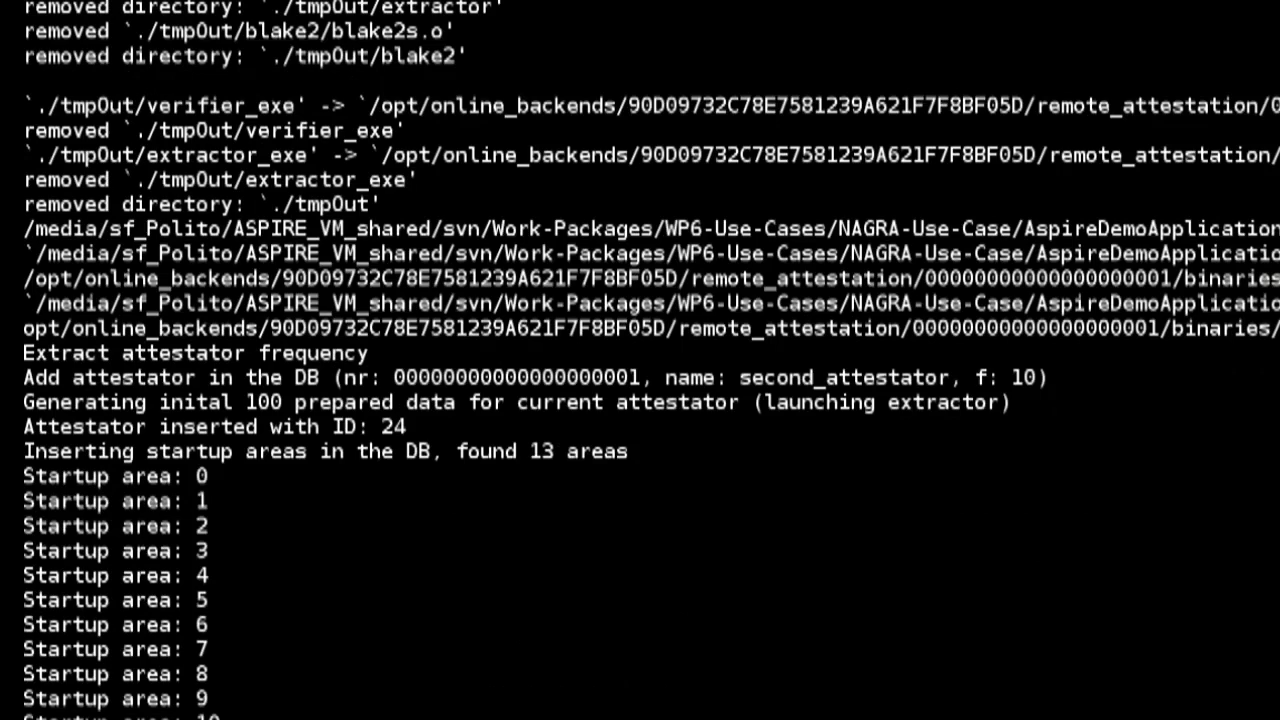 removed directory: `./tmpOut/extractor'
removed `./tmpOut/blake2/blake2s.o'
removed directory: `./tmpOut/blake2'
`./tmpOut/verifier_exe' -> `/opt/online_backends/90D09732C78E7581239A621F7F8BF05D/remote_attestation/0
removed `./tmpOut/verifier_exe'
`./tmpOut/extractor_exe' -> `/opt/online_backends/90D09732C78E7581239A621F7F8BF05D/remote_attestation/
removed `./tmpOut/extractor_exe'
removed directory: `./tmpOut'
/media/sf_Polito/ASPIRE_VM_shared/svn/Work-Packages/WP6-Use-Cases/NAGRA-Use-Case/AspireDemoApplication
`/media/sf_Polito/ASPIRE_VM_shared/svn/Work-Packages/WP6-Use-Cases/NAGRA-Use-Case/AspireDemoApplicatio
/opt/online_backends/90D09732C78E7581239A621F7F8BF05D/remote_attestation/00000000000000000001/binaries
`/media/sf_Polito/ASPIRE_VM_shared/svn/Work-Packages/WP6-Use-Cases/NAGRA-Use-Case/AspireDemoApplicatio
opt/online_backends/90D09732C78E7581239A621F7F8BF05D/remote_attestation/00000000000000000001/binaries/
Extract attestator frequency
Add attestator in the DB (nr: 00000000000000000001, name: second_attestator, f: 10)
Generating inital 100 prepared data for current attestator (launching extractor)
Attestator inserted with ID: 24
Inserting startup areas in the DB, found 13 areas
Startup area: 0
Startup area: 1
Startup area: 2
Startup area: 3
Startup area: 4
Startup area: 5
Startup area: 6
Startup area: 7
Startup area: 8
Startup area: 9
Startup area: 10